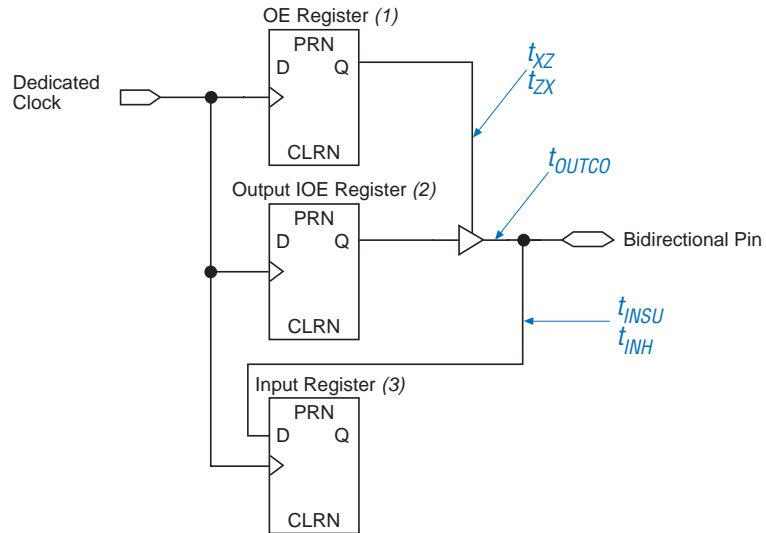 OE Register (1)
PRN
D Q
CLRN
Dedicated
Clock
tXZ
tZX
tOUTCO
Output IOE Register (2)
PRN
D Q
CLRN
Bidirectional Pin
tINSU
tINH
Input Register (3)
PRN
D Q
CLRN